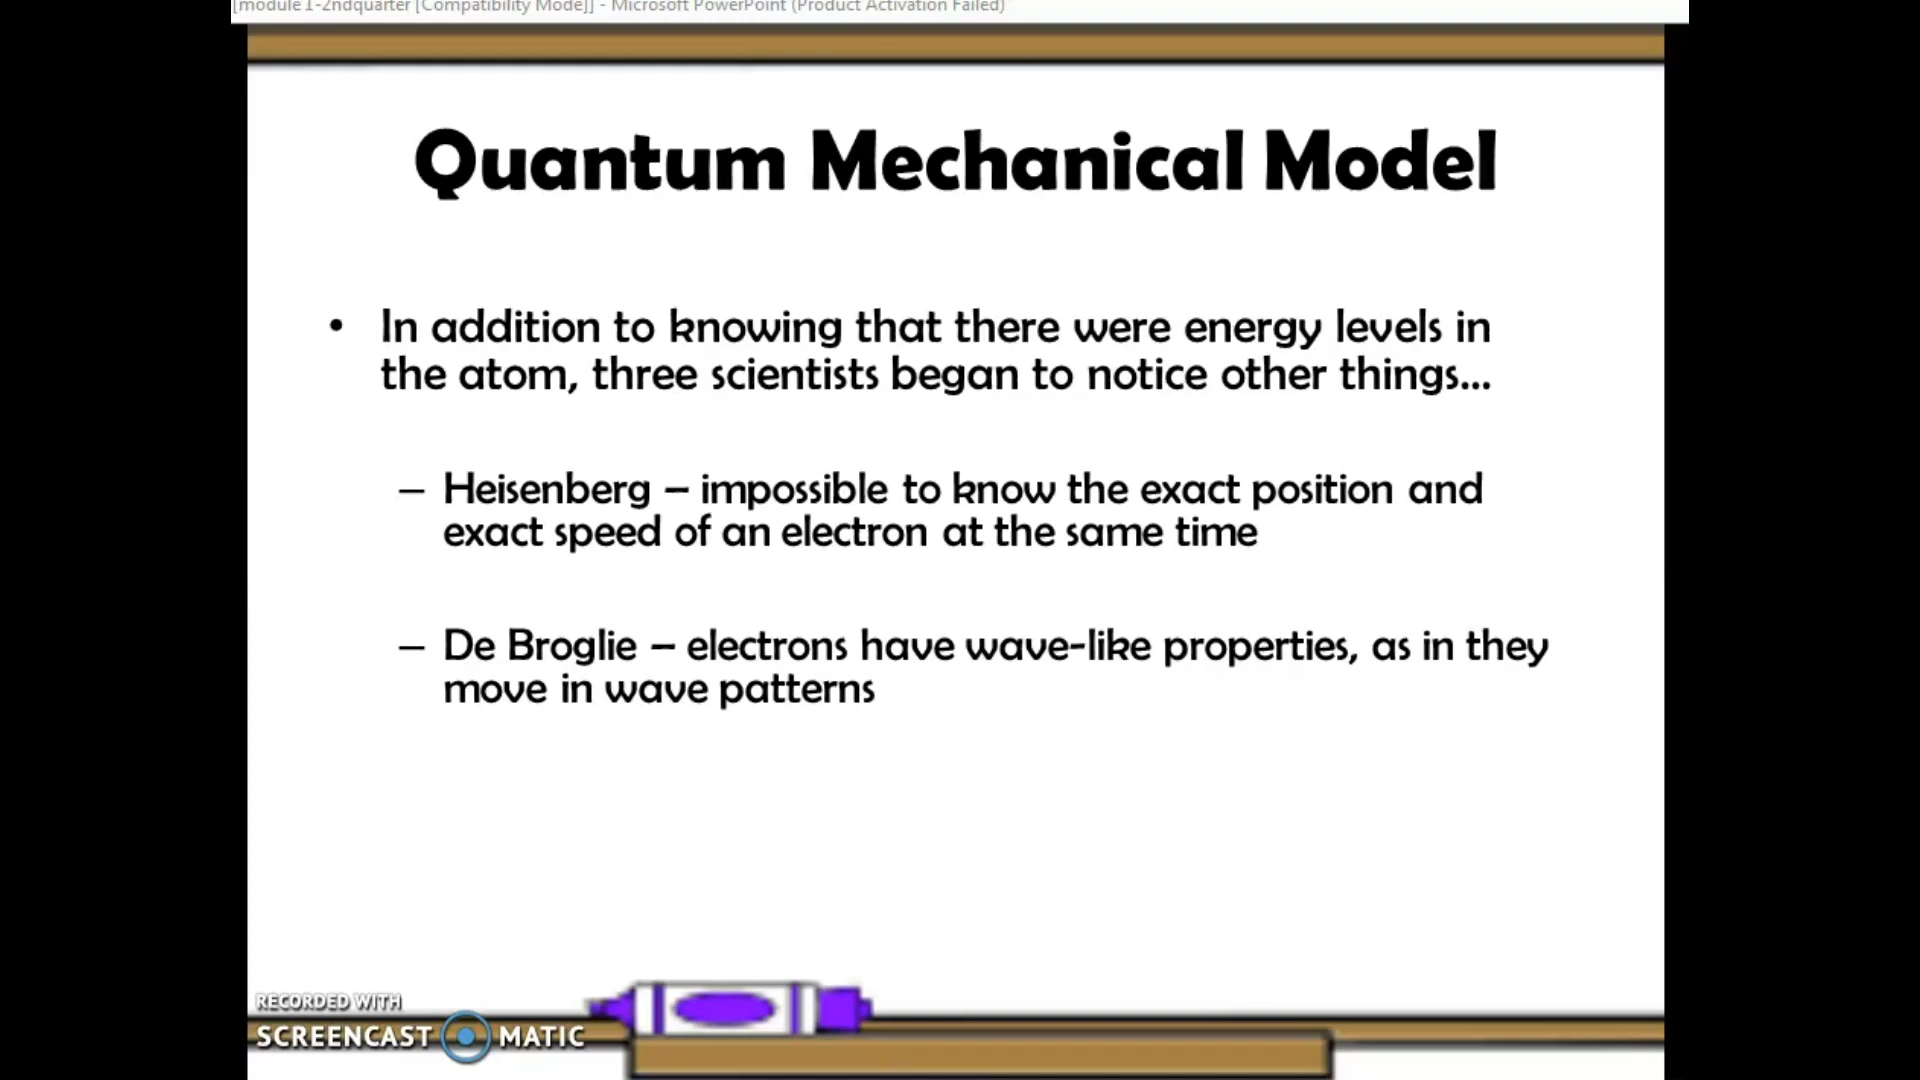 [module1-2ndquarter [Compatibility Mode]] - Microsoft PowerPoint (Product Activation Failed)
Quantum Mechanical Model
• In addition to knowing that there were energy levels in
the atom, three scientists began to notice other things...
– Heisenberg – impossible to know the exact position and
exact speed of an electron at the same time
– De Broglie – electrons have wave-like properties, as in they
move in wave patterns
RECORDED WITH
SCREENCAST MATIC